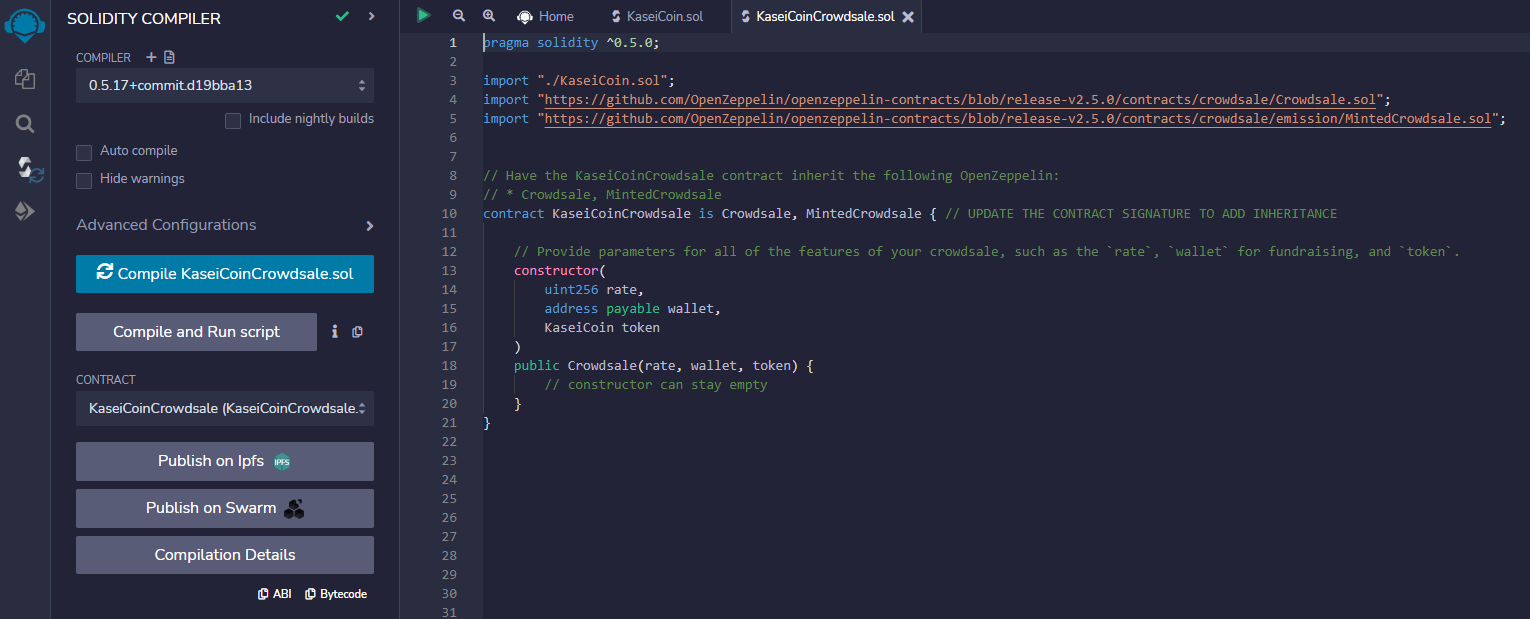 SOLIDITY COMPILER
COMPILER
0.5.17+commit.d19bba13
Include nightly builds
Auto compile
Hide warnings
Advanced Configurations
Compile KaseiCoinCrowdsale.sol
Compile and Run script
CONTRACT
KaseiCoinCrowdsale (KaseiCoinCrowdsale.
Publish on Ipfs IPFS
Publish on Swarm
Compilation Details
ABI Bytecode
Home KaseiCoin.sol KaseiCoinCrowdsale.sol
1 pragma solidity ^0.5.0;
2
3 import "./KaseiCoin.sol";
4 import "https://github.com/OpenZeppelin/openzeppelin-contracts/blob/release-v2.5.0/contracts/crowdsale/Crowdsale.sol";
5 import "https://github.com/OpenZeppelin/openzeppelin-contracts/blob/release-v2.5.0/contracts/crowdsale/emission/MintedCrowdsale.sol";
6
7
8 // Have the KaseiCoinCrowdsale contract inherit the following OpenZeppelin:
9 // * Crowdsale, MintedCrowdsale
10 contract KaseiCoinCrowdsale is Crowdsale, MintedCrowdsale { // UPDATE THE CONTRACT SIGNATURE TO ADD INHERITANCE
11
12 // Provide parameters for all of the features of your crowdsale, such as the `rate`, `wallet` for fundraising, and `token`.
13 constructor(
14 uint256 rate,
15 address payable wallet,
16 KaseiCoin token
17 )
18 public Crowdsale(rate, wallet, token) {
19 // constructor can stay empty
20 }
21 }
22
23
24
25
26
27
28
29
30
31